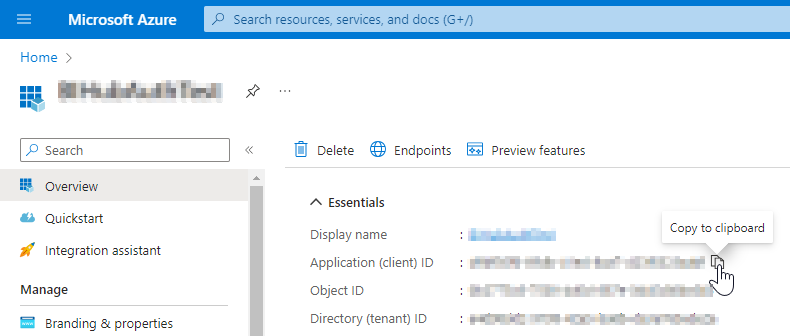 Microsoft Azure
Search resources, services, and docs (G+/)
Home
Search
Delete
Endpoints
Preview features
Overview
Quickstart
Integration assistant
Manage
Branding & properties
Essentials
Copy to clipboard
Display name :
Application (client) ID :
Object ID :
Directory (tenant) ID :